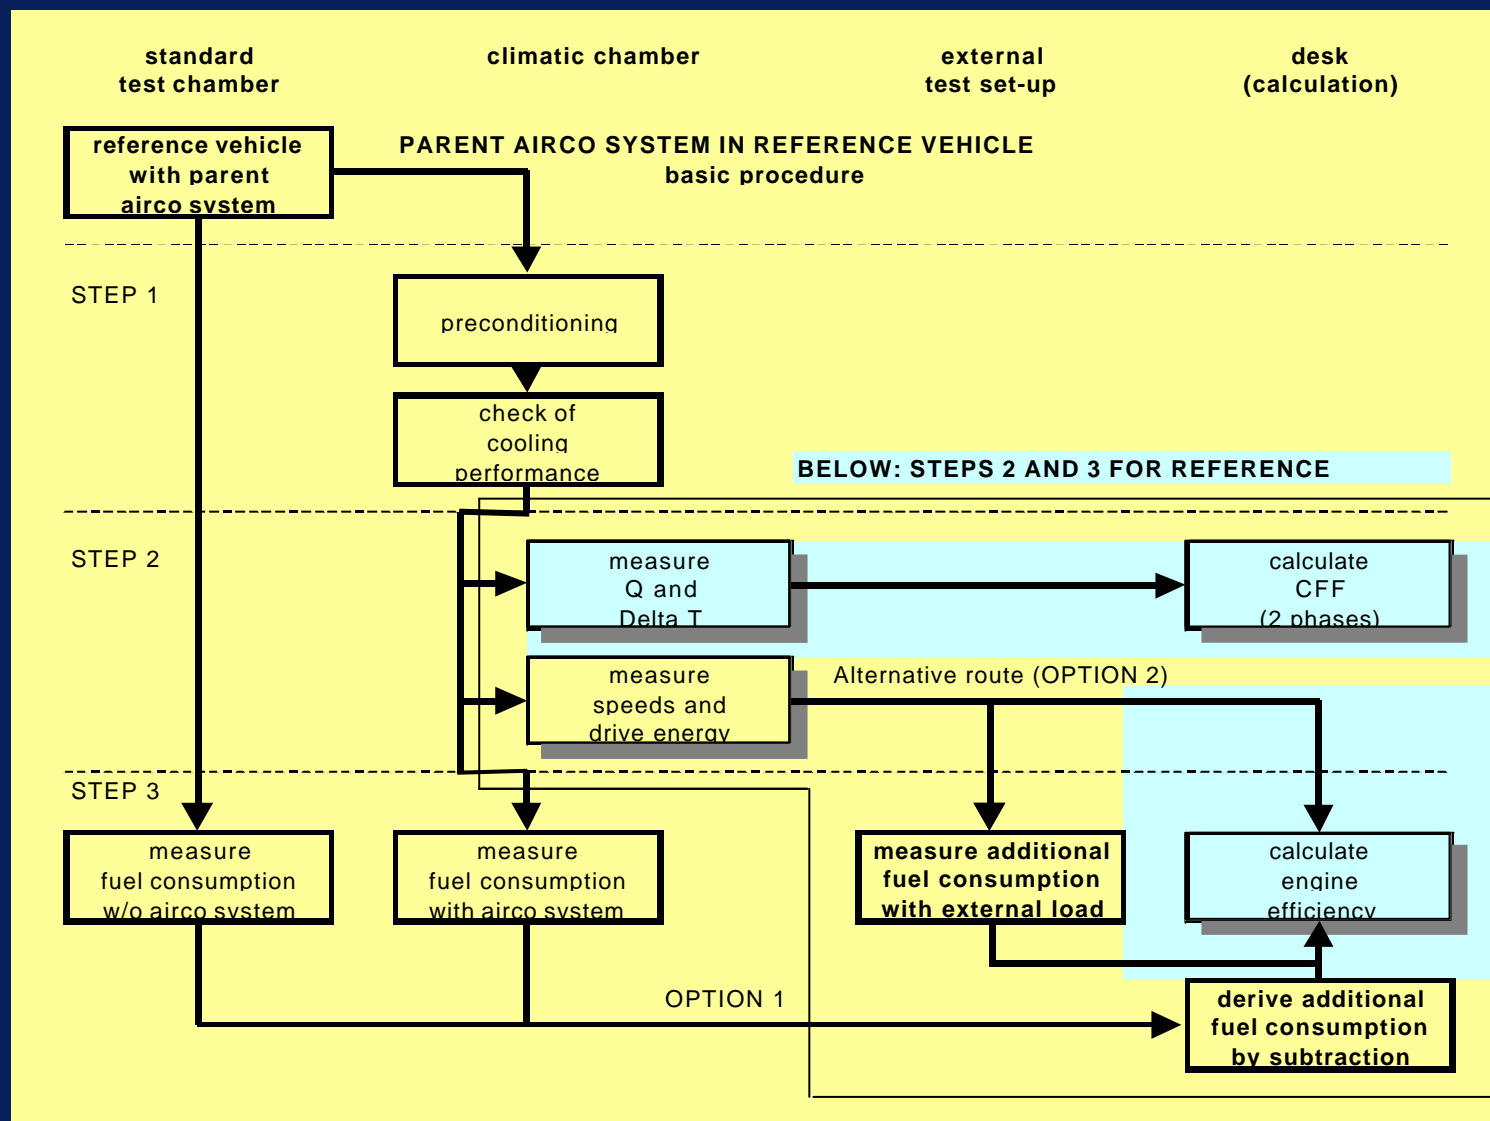 standard
test chamber
climatic chamber
external
test set-up
desk
(calculation)
reference vehicle
with parent
airco system
PARENT AIRCO SYSTEM IN REFERENCE VEHICLE
basic procedure
STEP 1
preconditioning
check of
cooling
performance
BELOW: STEPS 2 AND 3 FOR REFERENCE
STEP 2
measure
Q and
Delta T
calculate
CFF
(2 phases)
measure
speeds and
drive energy
Alternative route (OPTION 2)
STEP 3
measure
fuel consumption
w/o airco system
measure
fuel consumption
with airco system
measure additional
fuel consumption
with external load
calculate
engine
efficiency
OPTION 1
derive additional
fuel consumption
by subtraction